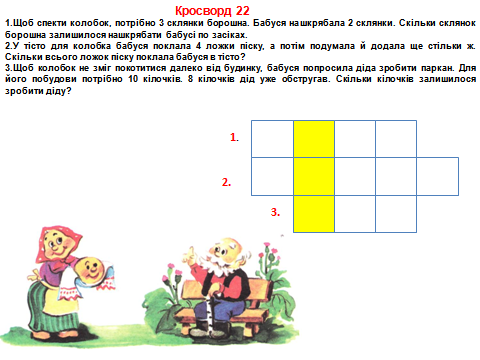 Кросворд 22
1.Щоб спекти колобок, потрібно 3 склянки борошна. Бабуся нашкрябала 2 склянки. Скільки склянок
борошна залишилося нашкрябати бабусі по засіках.
2.У тісто для колобка бабуся поклала 4 ложки піску, а потім подумала й додала ще стільки ж.
Скільки всього ложок піску поклала бабуся в тісто?
3.Щоб колобок не зміг покотитися далеко від будинку, бабуся попросила діда зробити паркан. Для
його побудови потрібно 10 кілочків. 8 кілочків дід уже обстругав. Скільки кілочків залишилося
зробити діду?
1.
2.
3.